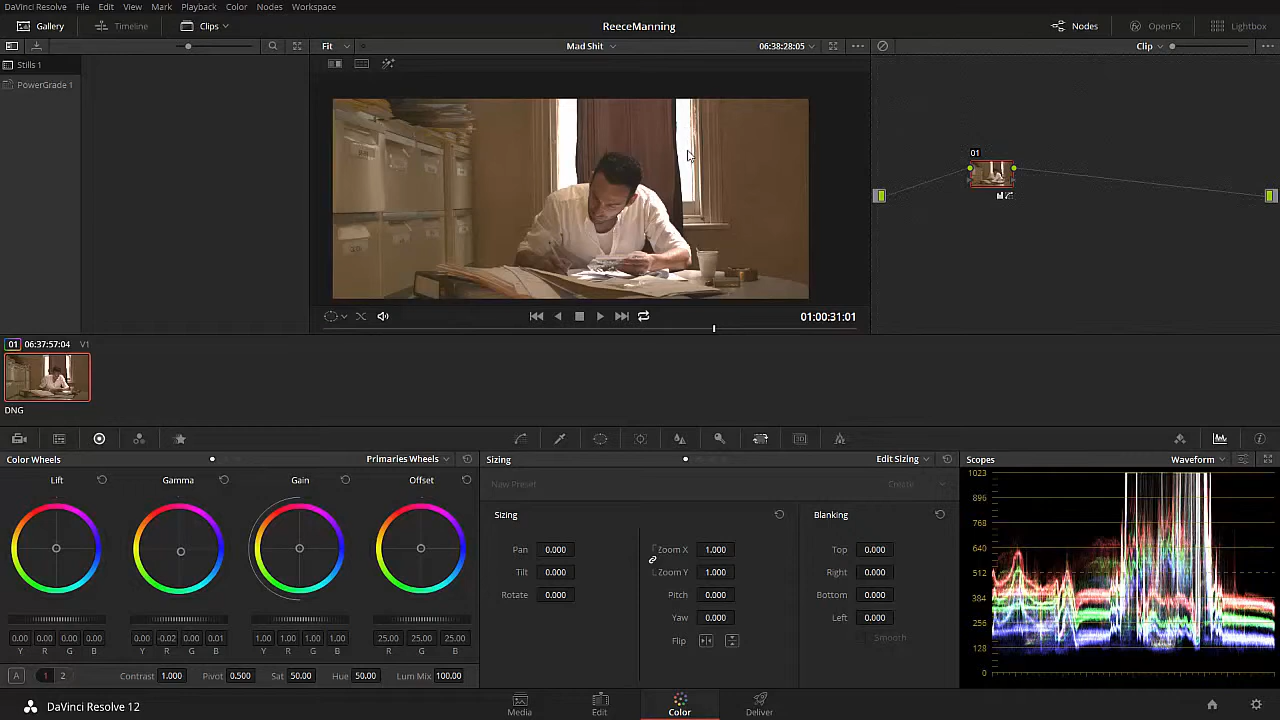 DaVinci Resolve File Edit View Mark Playback Color Nodes Workspace
Gallery Timeline Clips ReeceManning Nodes OpenFX Lightbox
Fit Mad Shit 06:38:28:05 Clip
Stills 1
PowerGrade 1
01
01:00:31:01
01 06:37:57:04 V1
DNG
Color Wheels Primaries Wheels Sizing Edit Sizing Scopes Waveform
Lift Gamma Gain Offset
New Preset Create
Sizing Blanking
Pan 0.000 Zoom X 1.000 Top 0.000
Tilt 0.000 Zoom Y 1.000 Right 0.000
Rotate 0.000 Pitch 0.000 Bottom 0.000
Yaw 0.000 Left 0.000
Flip Smooth
0.00 0.00 0.00 0.00 0.00 -0.02 0.00 0.01 1.00 1.00 1.00 1.00 25.00 25.00 25.00
Y R G B Y R G B Y R G B R G B
A 1 2 Contrast 1.000 Pivot 0.500 Sat 50.00 Hue 50.00 Lum Mix 100.00
1023
896
768
640
512
384
256
128
0
DaVinci Resolve 12 Media Edit Color Deliver